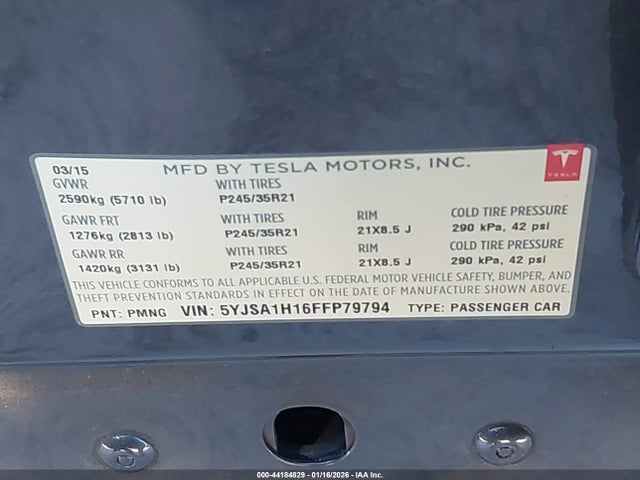 03/15 MFD BY TESLA MOTORS, INC.
GVWR WITH TIRES
2590kg (5710 lb) P245/35R21
GAWR FRT WITH TIRES RIM COLD TIRE PRESSURE
1276kg (2813 lb) P245/35R21 21X8.5 J 290 kPa, 42 psi
GAWR RR WITH TIRES RIM COLD TIRE PRESSURE
1420kg (3131 lb) P245/35R21 21X8.5 J 290 kPa, 42 psi
THIS VEHICLE CONFORMS TO ALL APPLICABLE U.S. FEDERAL MOTOR VEHICLE SAFETY, BUMPER, AND
THEFT PREVENTION STANDARDS IN EFFECT ON THE DATE OF MANUFACTURE SHOWN ABOVE.
PNT: PMNG VIN: 5YJSA1H16FFP79794 TYPE: PASSENGER CAR
TESLA
000-44184829 - 01/16/2026 - IAA Inc.